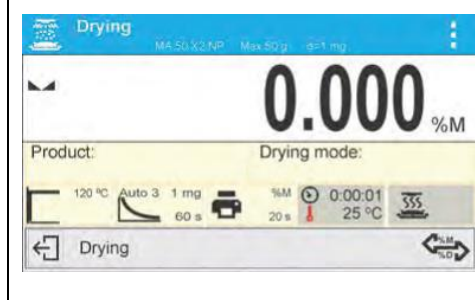 Drying
MA 50.X2.NP Max 50 g d=1 mg
0.000 %M
Product: Drying mode:
120 °C Auto 3 1 mg %M 0:00:01
60 s 20 s 25 °C
Drying %M
%D